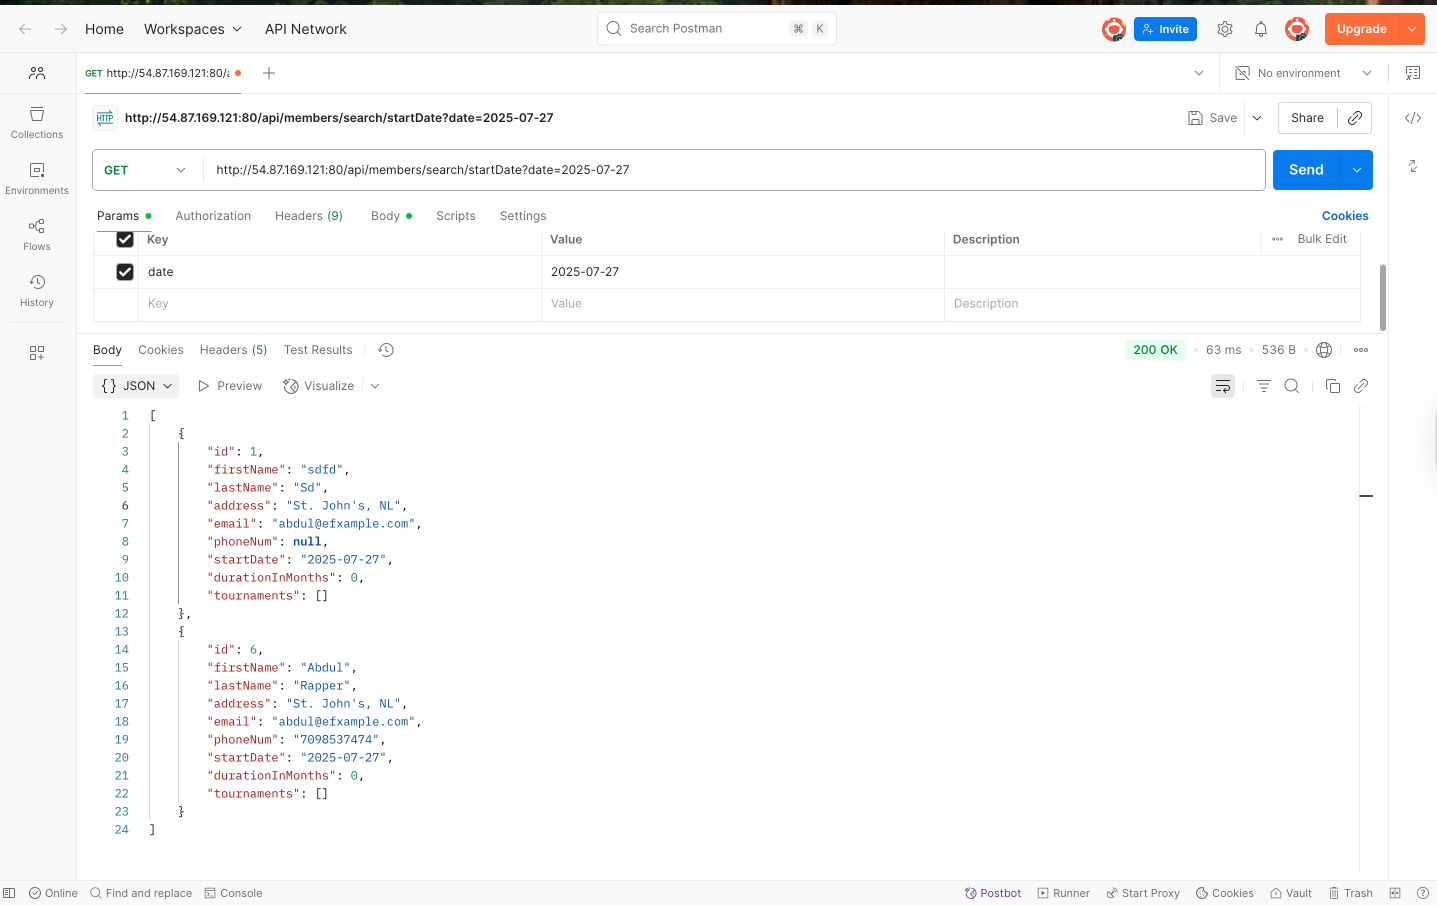 Home Workspaces API Network Search Postman ⌘ K Invite Upgrade
GET http://54.87.169.121:80/a No environment
HTTP http://54.87.169.121:80/api/members/search/startDate?date=2025-07-27 Save Share
GET http://54.87.169.121:80/api/members/search/startDate?date=2025-07-27 Send
Params Authorization Headers (9) Body Scripts Settings Cookies
Key Value Description Bulk Edit
date 2025-07-27
Key Value Description
Collections
Environments
Flows
History
Body Cookies Headers (5) Test Results 200 OK 63 ms 536 B
{} JSON Preview Visualize
1 [
2 {
3 "id": 1,
4 "firstName": "sdfd",
5 "lastName": "Sd",
6 "address": "St. John's, NL",
7 "email": "abdul@efxample.com",
8 "phoneNum": null,
9 "startDate": "2025-07-27",
10 "durationInMonths": 0,
11 "tournaments": []
12 },
13 {
14 "id": 6,
15 "firstName": "Abdul",
16 "lastName": "Rapper",
17 "address": "St. John's, NL",
18 "email": "abdul@efxample.com",
19 "phoneNum": "7098537474",
20 "startDate": "2025-07-27",
21 "durationInMonths": 0,
22 "tournaments": []
23 }
24 ]
Online Find and replace Console Postbot Runner Start Proxy Cookies Vault Trash